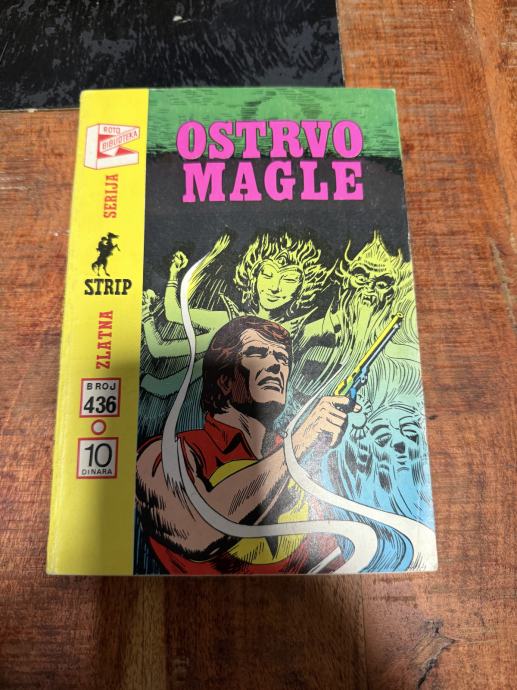 OSTRVO
MAGLE
ROTO
BIBLIOTEKA
ZLATNA
STRIP
SERIJA
BROJ
436
10
DINARA